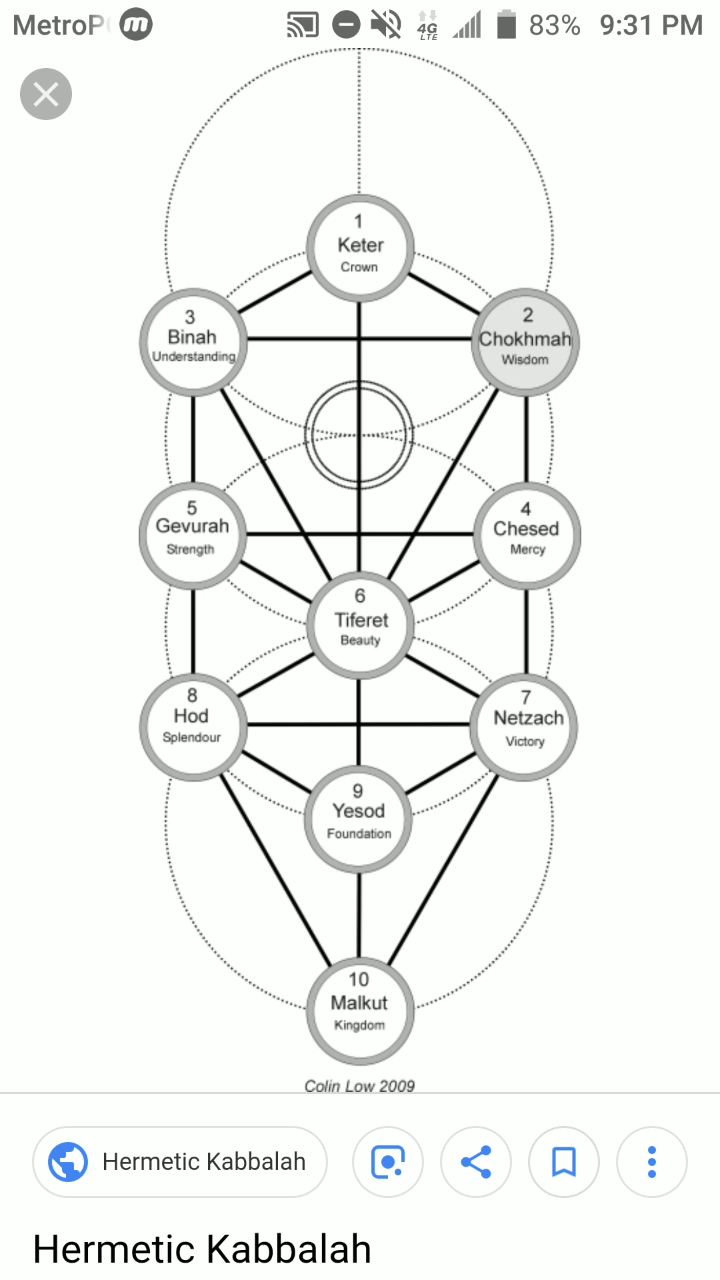 MetroP
m
4G
LTE
83%
9:31 PM
1
Keter
Crown
3
Binah
Understanding
2
Chokhmah
Wisdom
5
Gevurah
Strength
4
Chesed
Mercy
6
Tiferet
Beauty
8
Hod
Splendour
7
Netzach
Victory
9
Yesod
Foundation
10
Malkut
Kingdom
Colin Low 2009
Hermetic Kabbalah
Hermetic Kabbalah